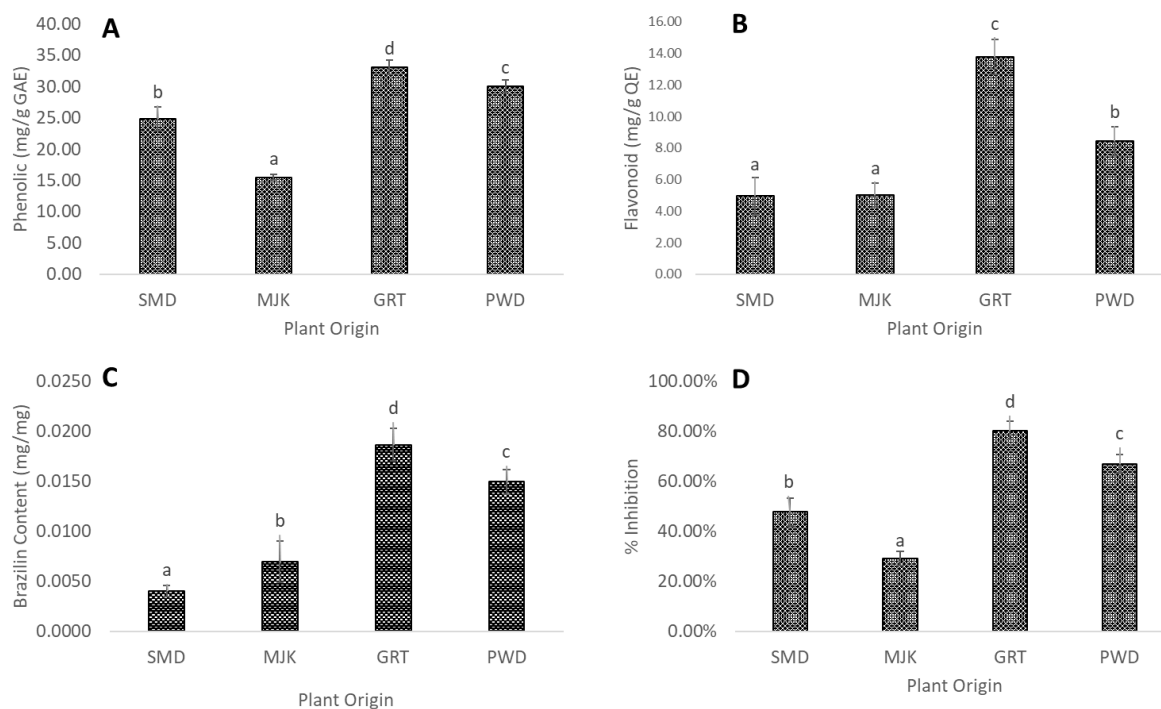 A
Phenolic (mg/g GAE)
40.00
35.00
30.00
25.00
20.00
15.00
10.00
5.00
0.00
b
a
d
c
SMD MJK GRT PWD
Plant Origin
B
Flavonoid (mg/g QE)
16.00
14.00
12.00
10.00
8.00
6.00
4.00
2.00
0.00
a
a
c
b
SMD MJK GRT PWD
Plant Origin
C
Brazilin Content (mg/mg)
0.0250
0.0200
0.0150
0.0100
0.0050
0.0000
a
b
d
c
SMD MJK GRT PWD
Plant Origin
D
% Inhibition
100.00%
80.00%
60.00%
40.00%
20.00%
0.00%
b
a
d
c
SMD MJK GRT PWD
Plant Origin